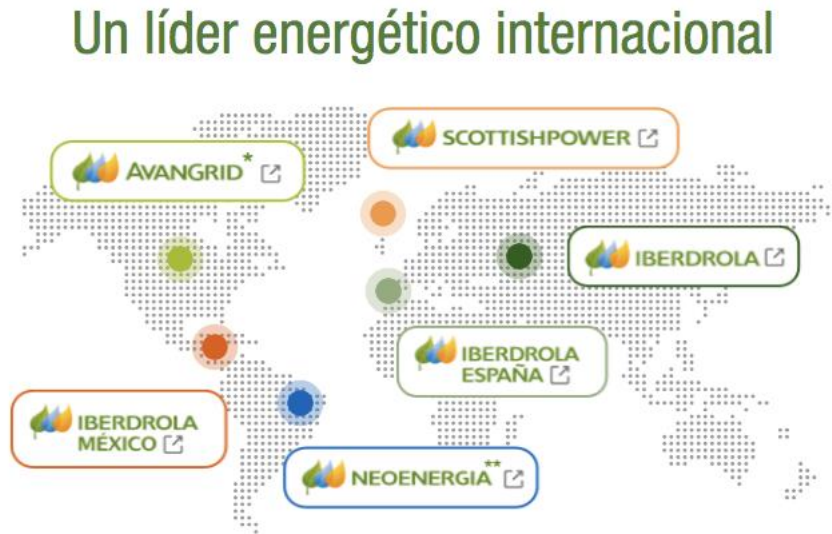 Un líder energético internacional
SCOTTISHPOWER
AVANGRID*
IBERDROLA
IBERDROLA
ESPAÑA
IBERDROLA
MÉXICO
NEOENERGIA**